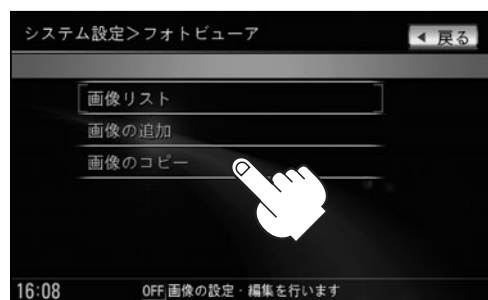 システム設定＞フォトビューア
◀ 戻る
画像リスト
画像の追加
画像のコピー
16:08 OFF 画像の設定・編集を行います